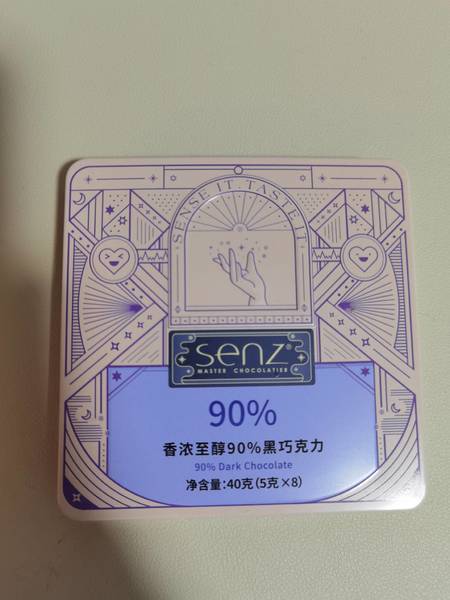 SENSE IT. TASTE IT
senz®
MASTER CHOCOLATIER
90%
香浓至醇90%黑巧克力
90% Dark Chocolate
净含量:40克(5克×8)